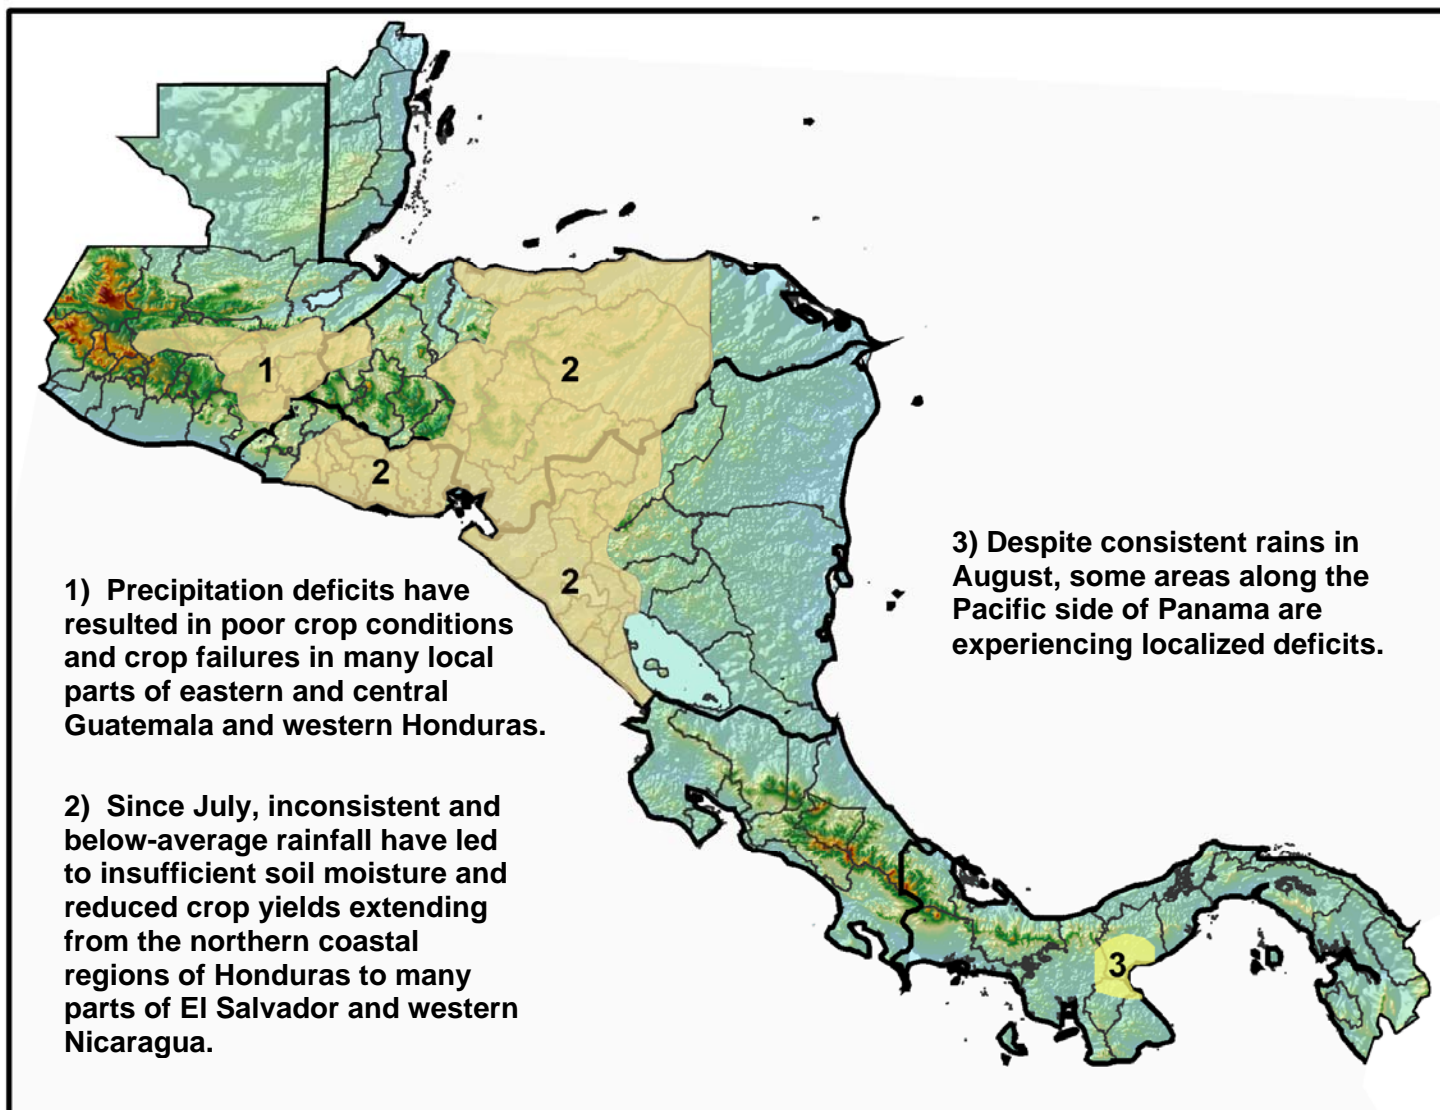 1
2
2
2
3) Despite consistent rains in
August, some areas along the
Pacific side of Panama are
experiencing localized deficits.
1)  Precipitation deficits have
resulted in poor crop conditions
and crop failures in many local
parts of eastern and central
Guatemala and western Honduras.
2)  Since July, inconsistent and
below-average rainfall have led
to insufficient soil moisture and
reduced crop yields extending
from the northern coastal
regions of Honduras to many
parts of El Salvador and western
Nicaragua.
3